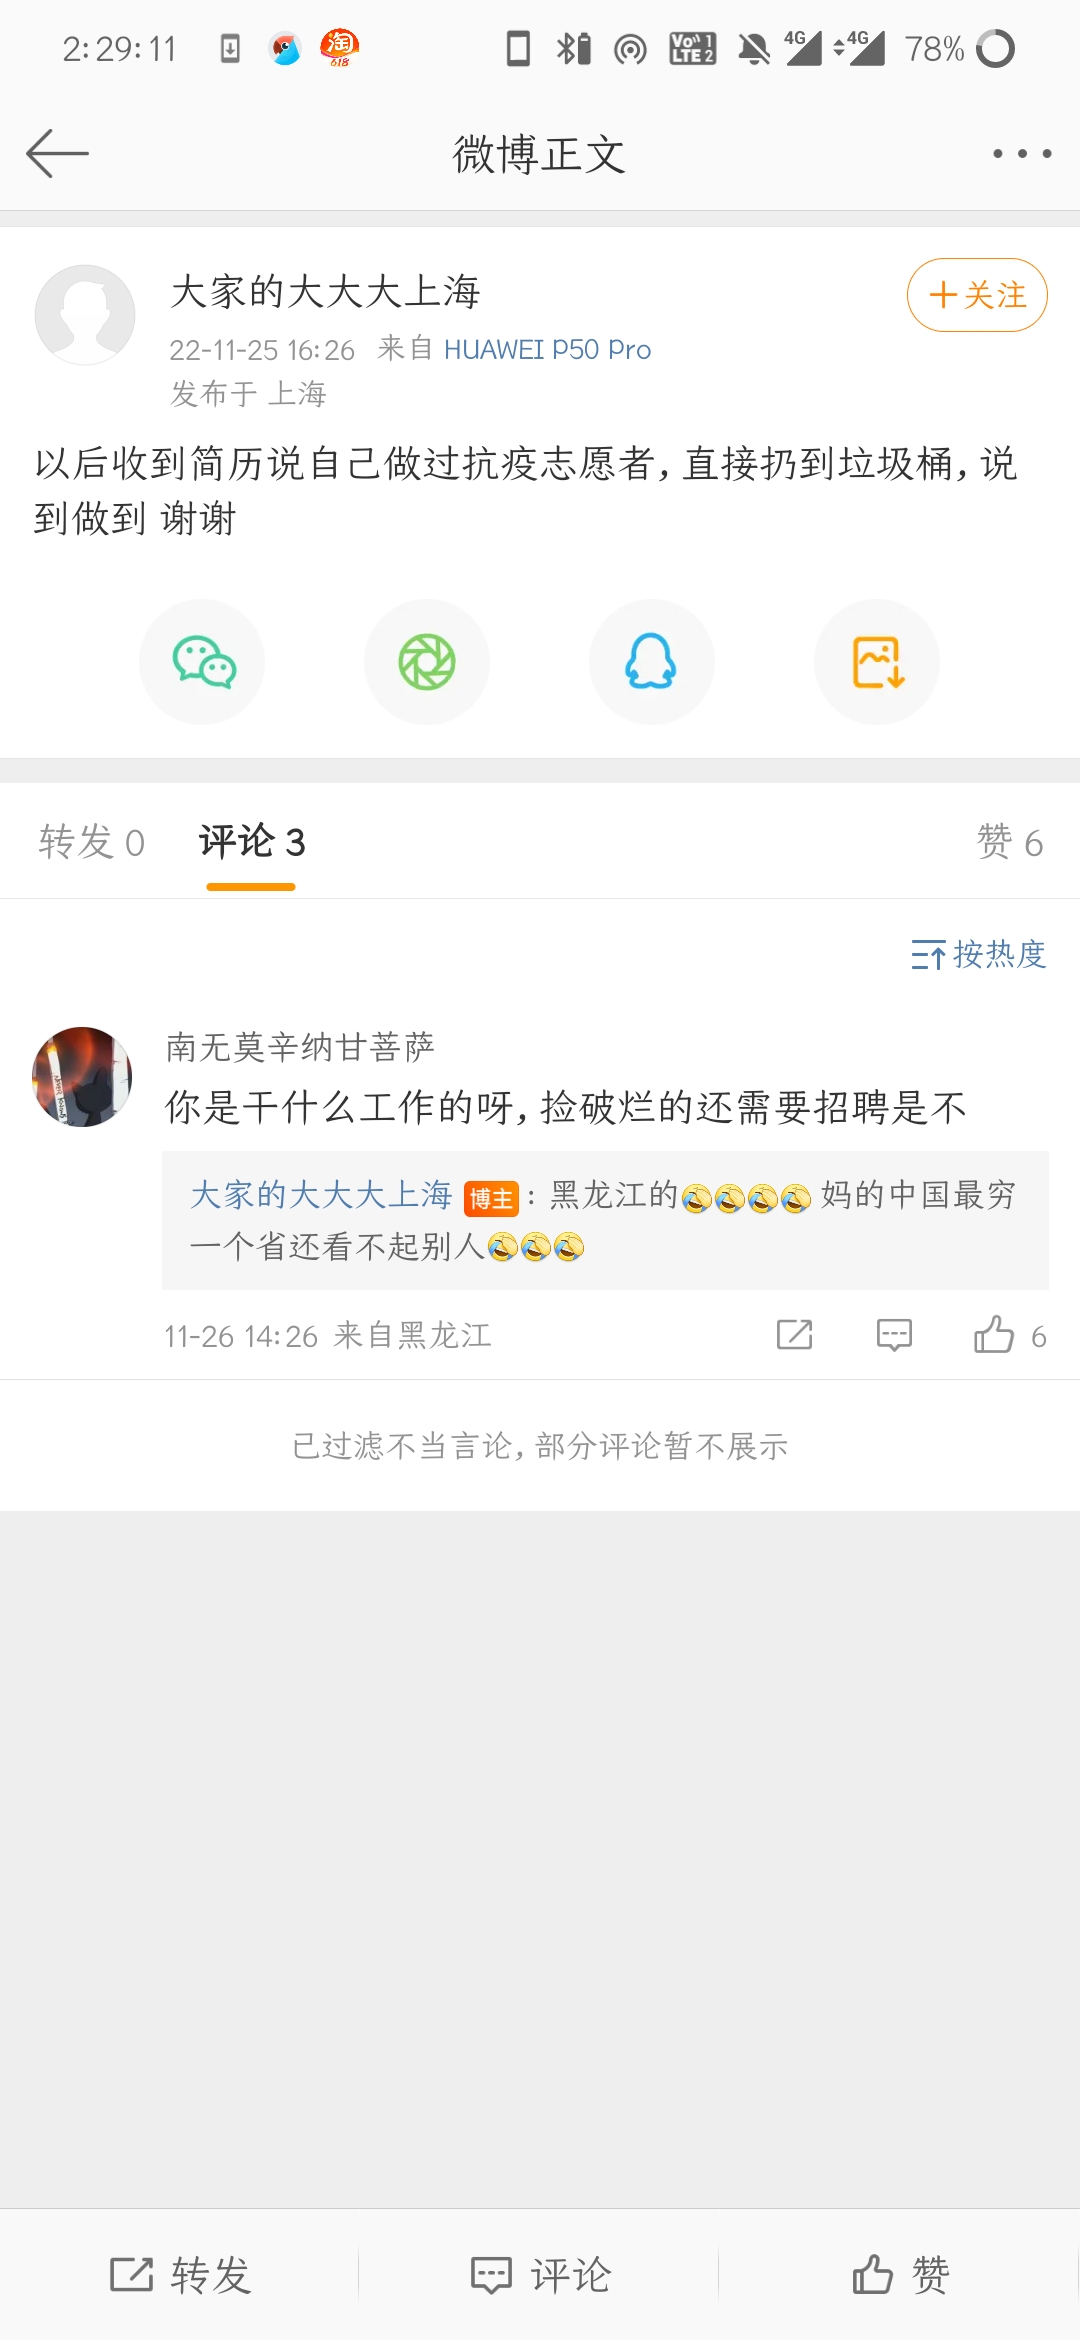 2:29:11
淘
618
Vo 1
LTE 2
4G
4G
78%
微博正文
大家的大大大上海
+关注
22-11-25 16:26 来自 HUAWEI P50 Pro
发布于 上海
以后收到简历说自己做过抗疫志愿者, 直接扔到垃圾桶, 说
到做到 谢谢
转发 0 评论 3 赞 6
按热度
南无莫辛纳甘菩萨
你是干什么工作的呀, 捡破烂的还需要招聘是不
大家的大大大上海 博主 : 黑龙江的🤣🤣🤣🤣 妈的中国最穷
一个省还看不起别人🤣🤣🤣
11-26 14:26 来自黑龙江 6
已过滤不当言论, 部分评论暂不展示
转发 评论 赞